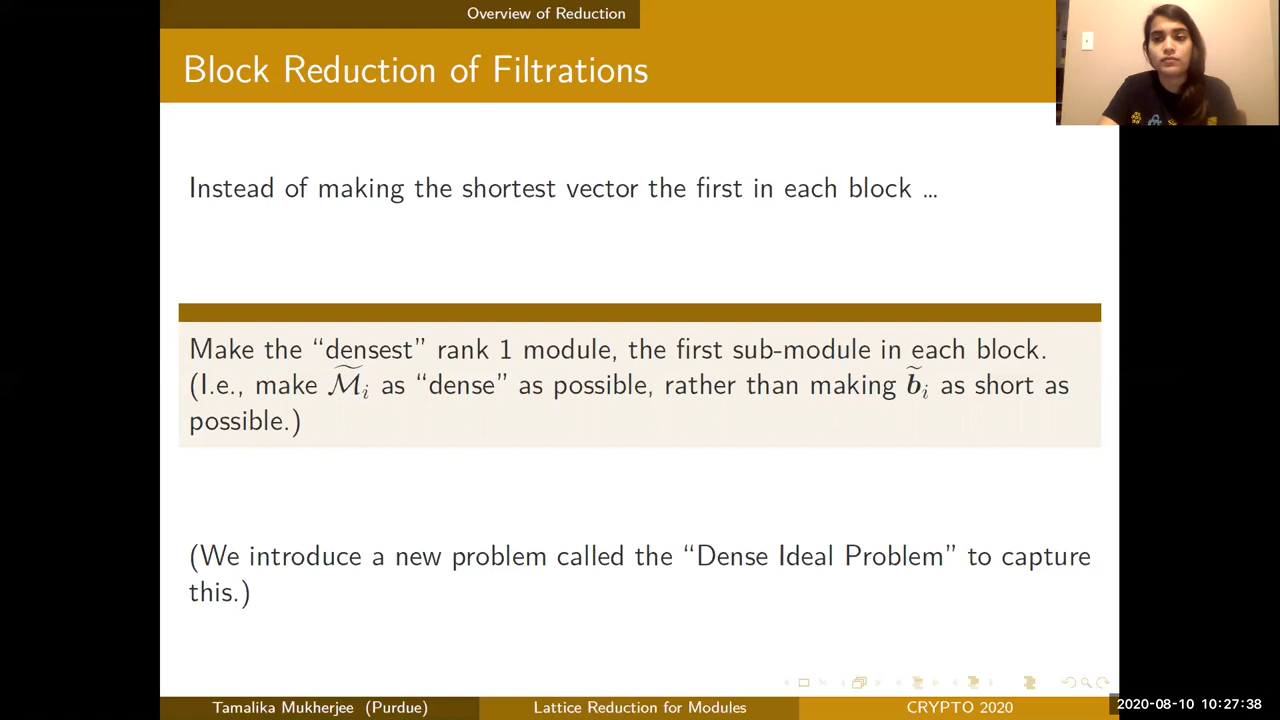 Overview of Reduction
Block Reduction of Filtrations
Instead of making the shortest vector the first in each block ...
Make the “densest” rank 1 module, the first sub-module in each block.
(I.e., make ℳ̃ᵢ as “dense” as possible, rather than making 𝒃̃ᵢ as short as
possible.)
(We introduce a new problem called the “Dense Ideal Problem” to capture
this.)
Tamalika Mukherjee (Purdue) Lattice Reduction for Modules CRYPTO 2020
2020-08-10 10:27:38